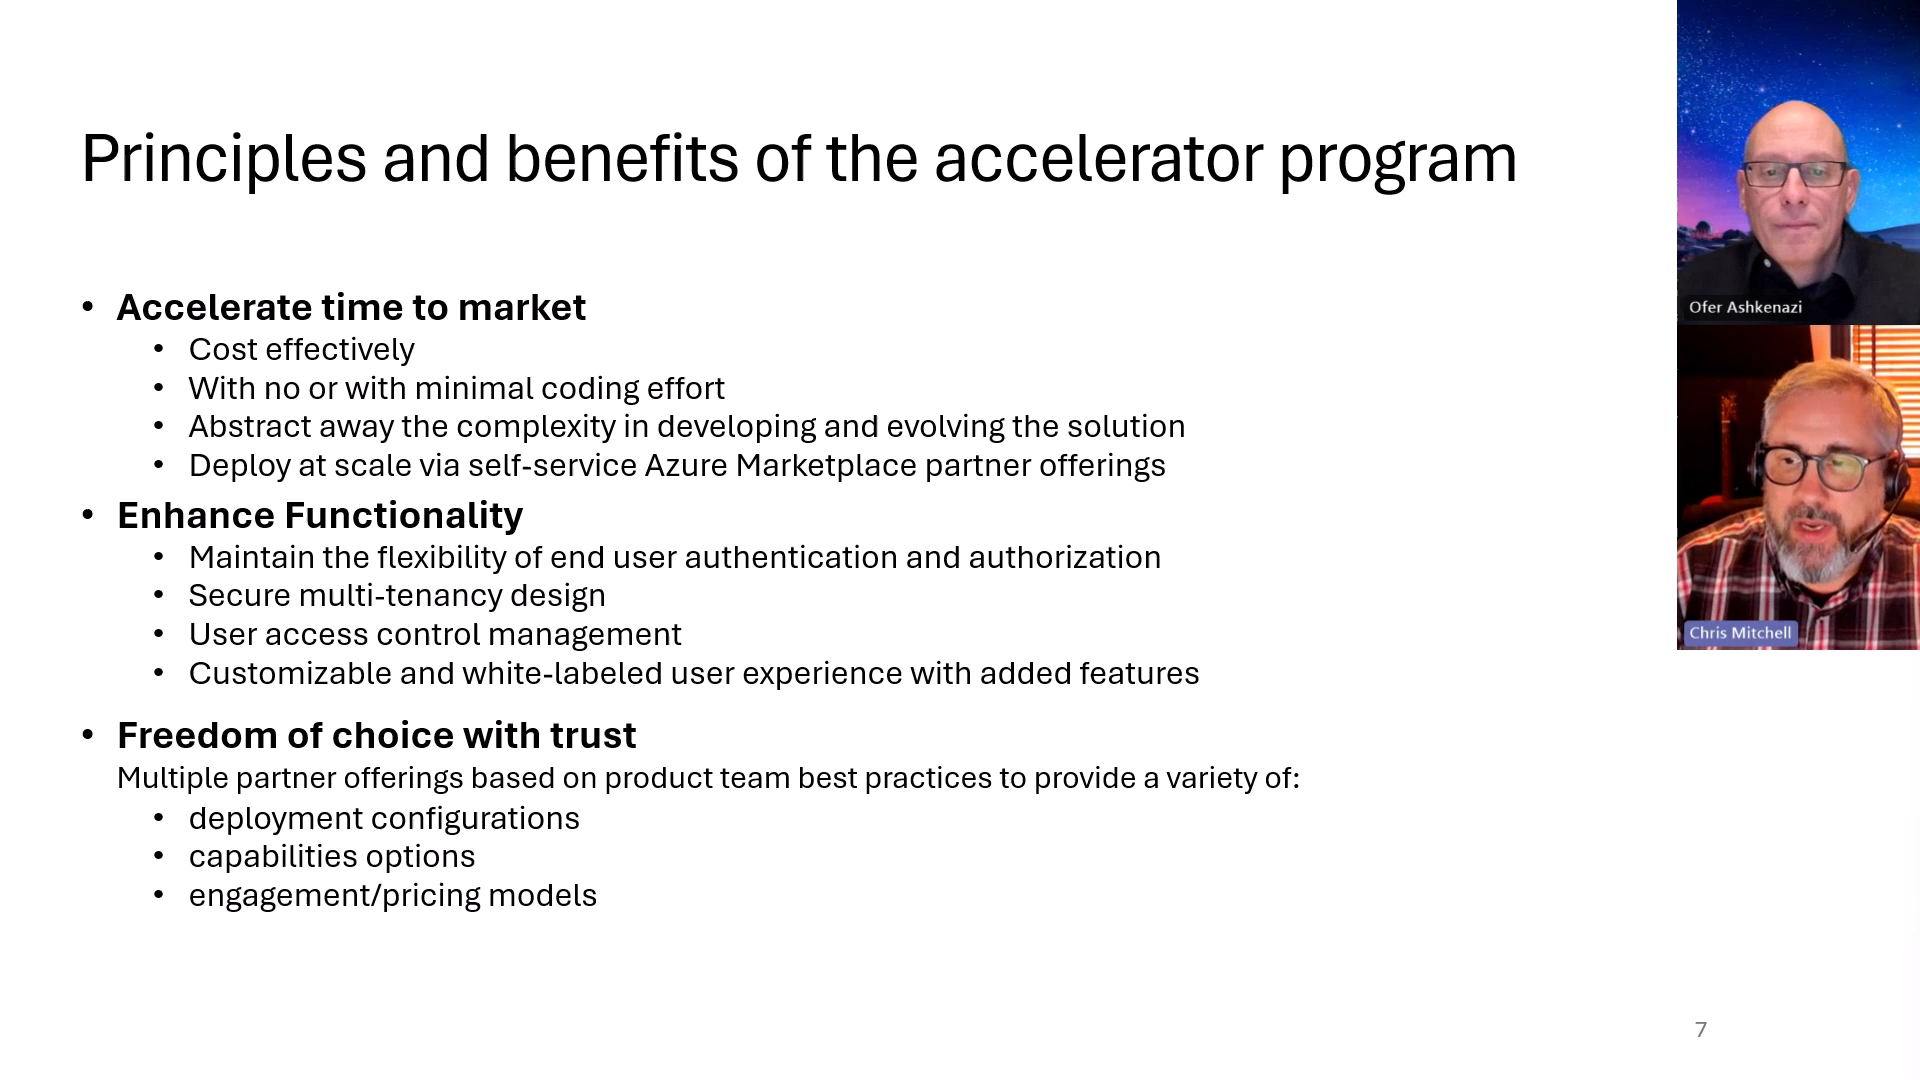 Principles and benefits of the accelerator program
• Accelerate time to market
• Cost effectively
• With no or with minimal coding effort
• Abstract away the complexity in developing and evolving the solution
• Deploy at scale via self-service Azure Marketplace partner offerings
• Enhance Functionality
• Maintain the flexibility of end user authentication and authorization
• Secure multi-tenancy design
• User access control management
• Customizable and white-labeled user experience with added features
• Freedom of choice with trust
Multiple partner offerings based on product team best practices to provide a variety of:
• deployment configurations
• capabilities options
• engagement/pricing models
7
Ofer Ashkenazi
Chris Mitchell